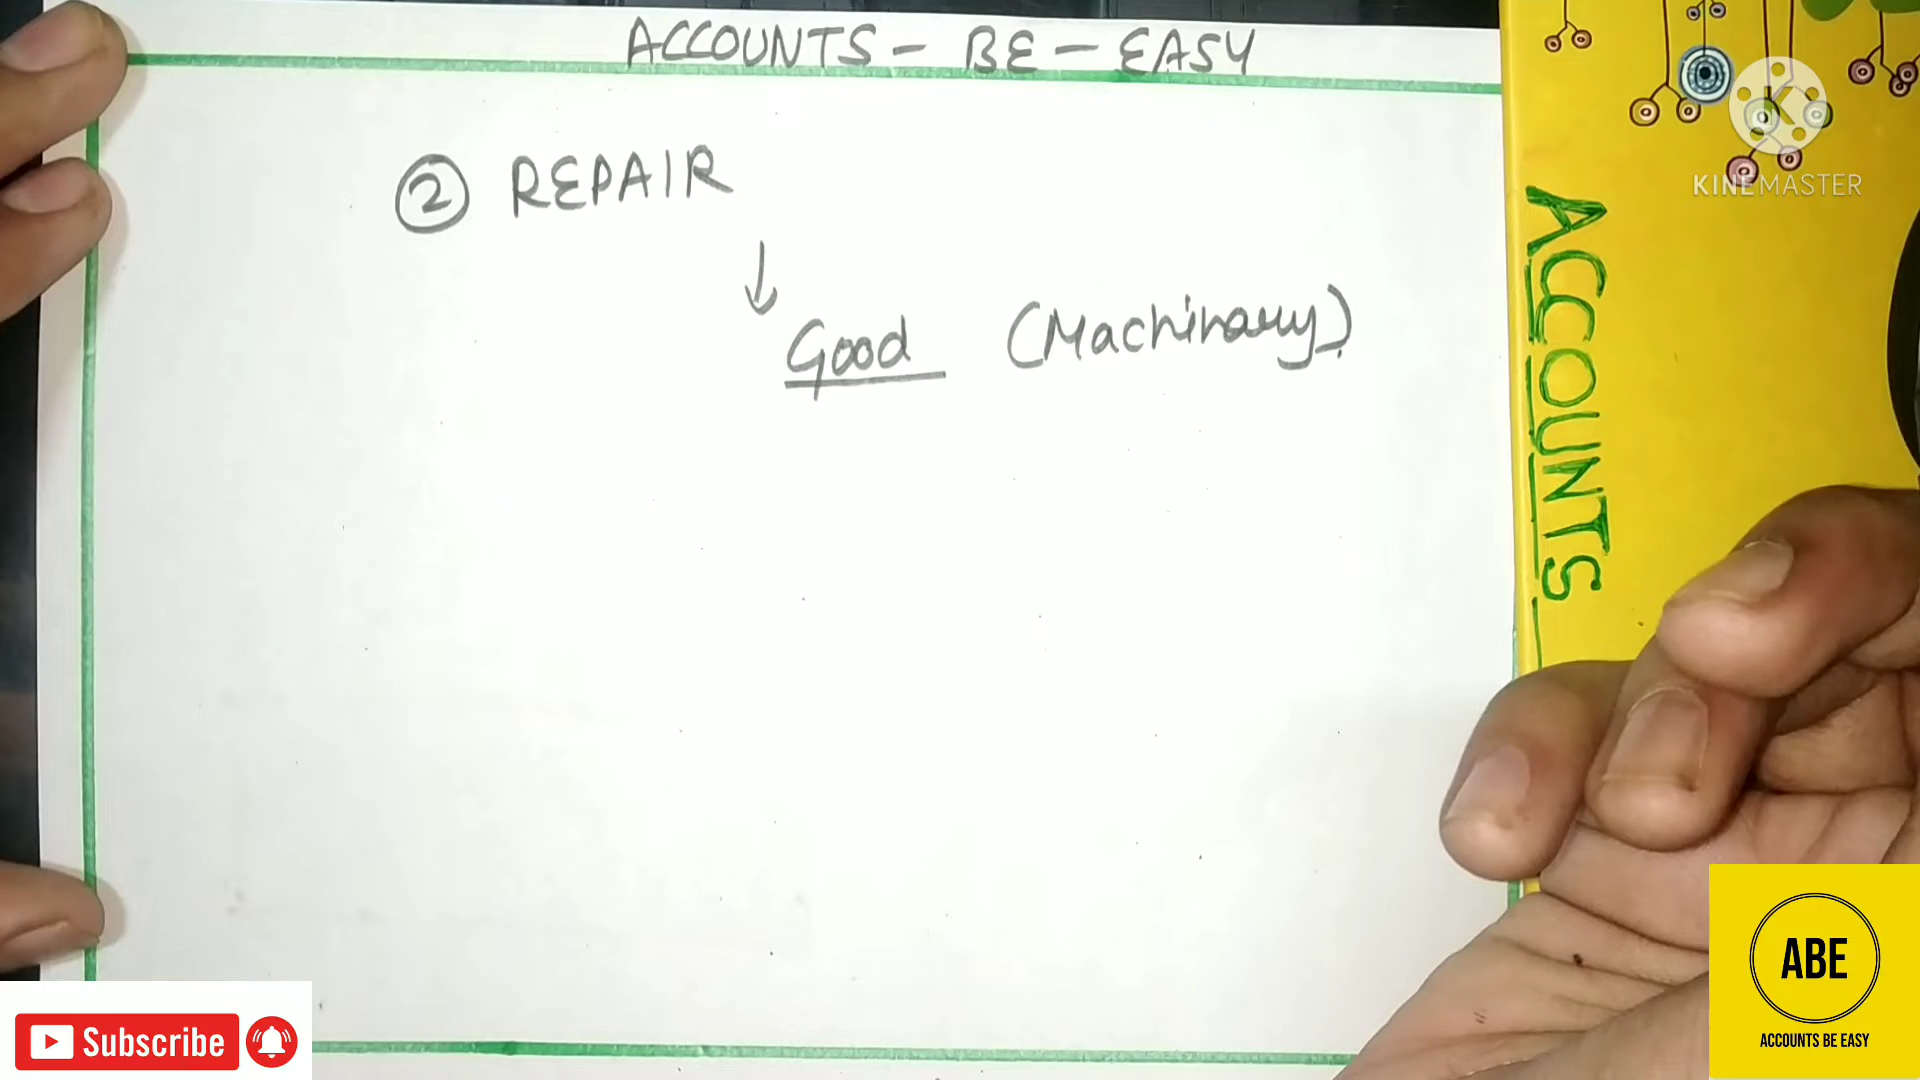 ACCOUNTS - BE - EASY
② REPAIR
↓
Good (Machinary)
KINEMASTER
ACCOUNTS
Subscribe
ABE
ACCOUNTS BE EASY